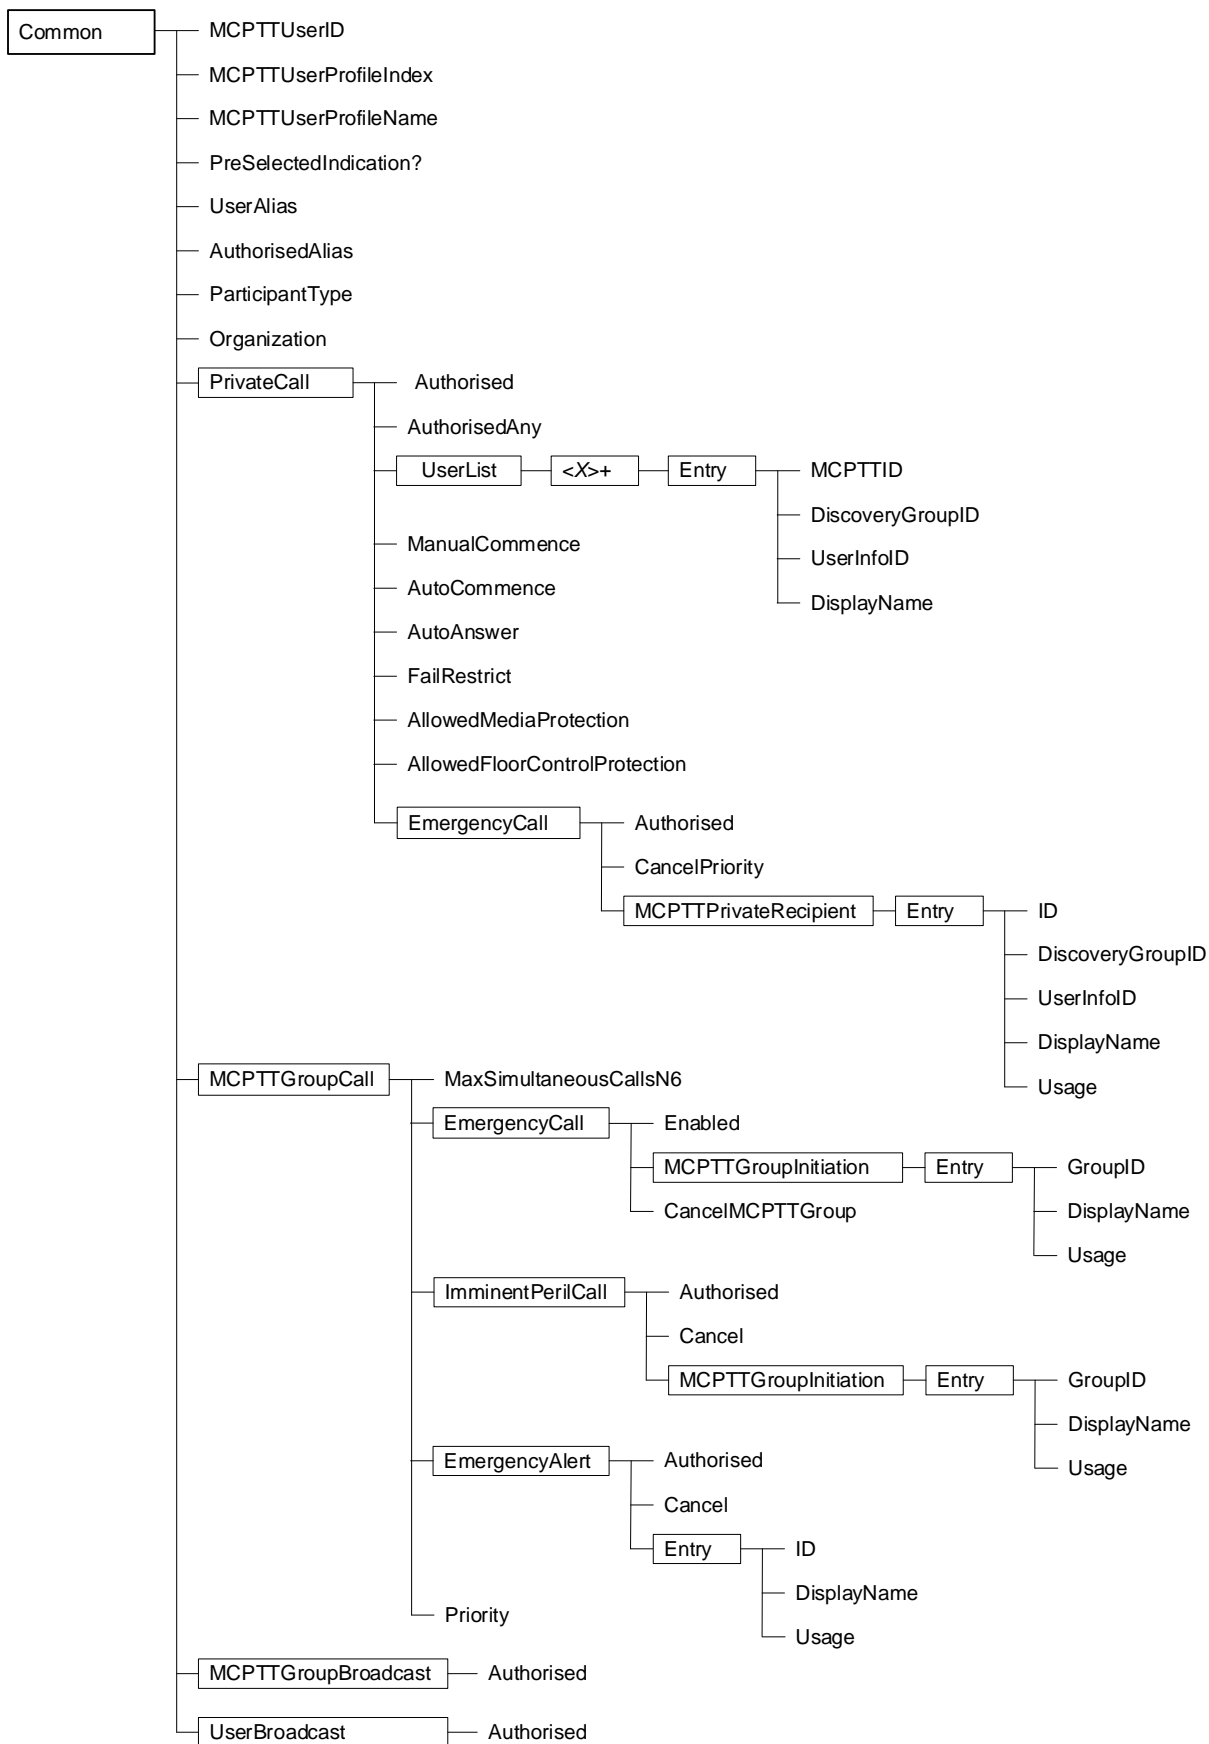 Common
MCPTTUserID
MCPTTUserProfileIndex
MCPTTUserProfileName
PreSelectedIndication?
UserAlias
AuthorisedAlias
ParticipantType
Organization
PrivateCall
Authorised
AuthorisedAny
UserList
<X>+
Entry
MCPTTID
DiscoveryGroupID
UserInfoID
DisplayName
ManualCommence
AutoCommence
AutoAnswer
FailRestrict
AllowedMediaProtection
AllowedFloorControlProtection
EmergencyCall
Authorised
CancelPriority
MCPTTPrivateRecipient
Entry
ID
DiscoveryGroupID
UserInfoID
DisplayName
Usage
MCPTTGroupCall
MaxSimultaneousCallsN6
EmergencyCall
Enabled
MCPTTGroupInitiation
Entry
GroupID
DisplayName
Usage
CancelMCPTTGroup
ImminentPerilCall
Authorised
Cancel
MCPTTGroupInitiation
Entry
GroupID
DisplayName
Usage
EmergencyAlert
Authorised
Cancel
Entry
ID
DisplayName
Usage
Priority
MCPTTGroupBroadcast
Authorised
UserBroadcast
Authorised